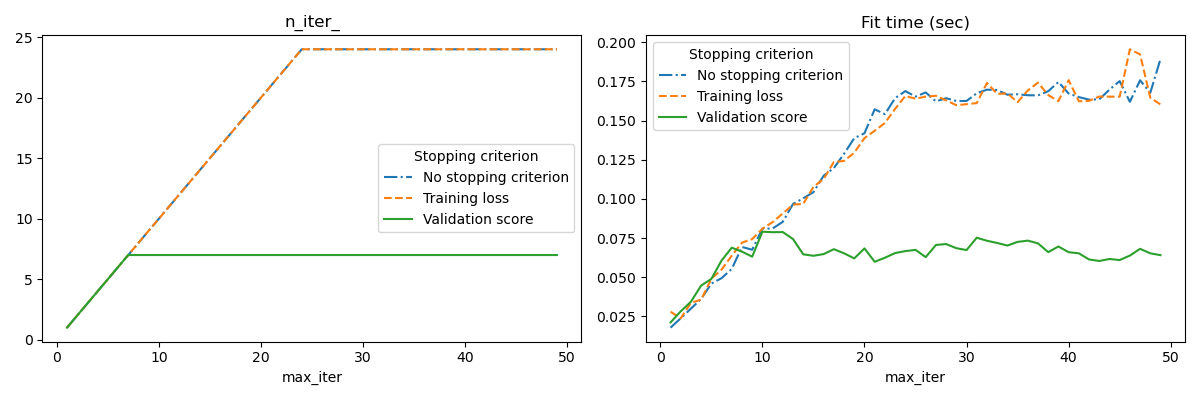 n_iter_
25
20
15
10
5
0
Stopping criterion
No stopping criterion
Training loss
Validation score
0 10 20 30 40 50
max_iter
Fit time (sec)
0.200
0.175
0.150
0.125
0.100
0.075
0.050
0.025
Stopping criterion
No stopping criterion
Training loss
Validation score
0 10 20 30 40 50
max_iter